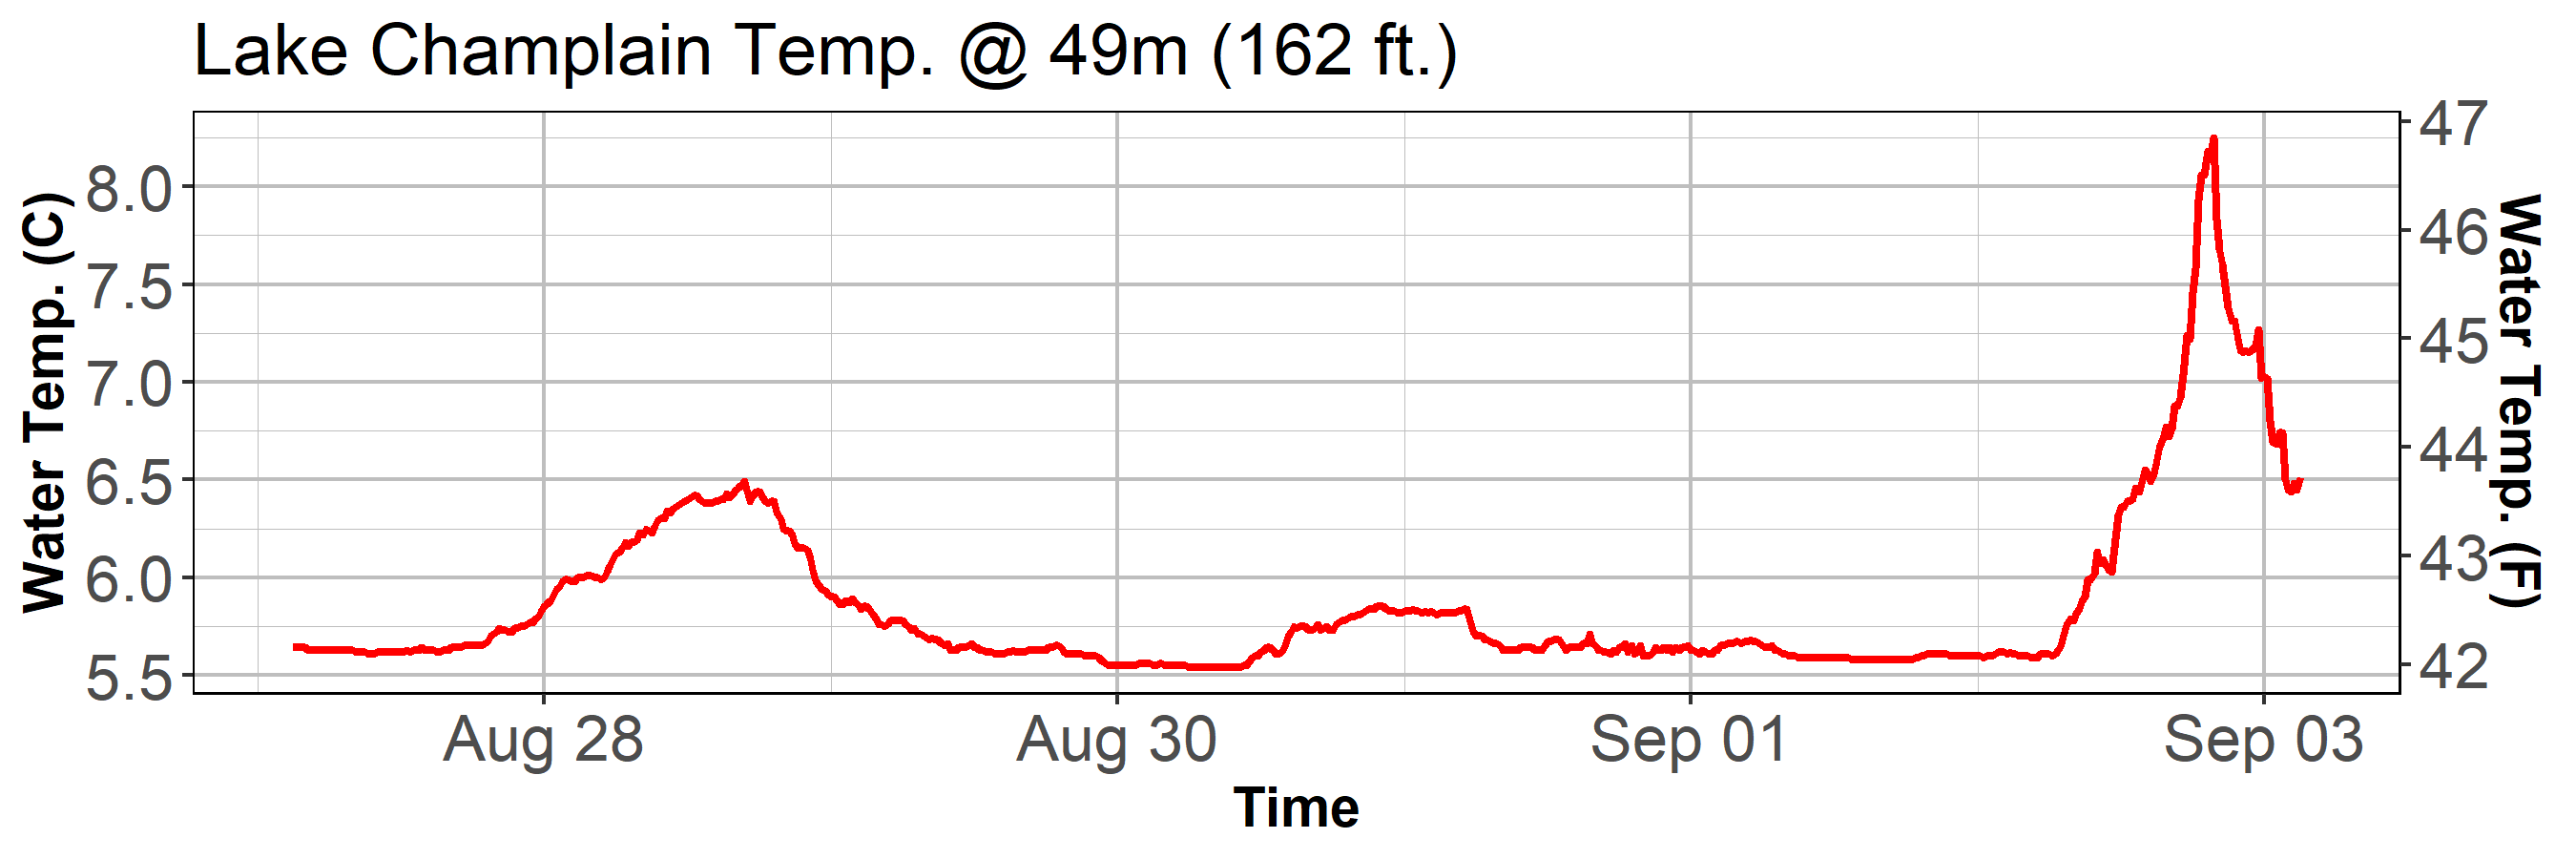 Lake Champlain Temp. @ 49m (162 ft.)
Water Temp. (C)
8.0
7.5
7.0
6.5
6.0
5.5
47
46
45
44
43
42
Water Temp. (F)
Aug 28 Aug 30 Sep 01 Sep 03
Time